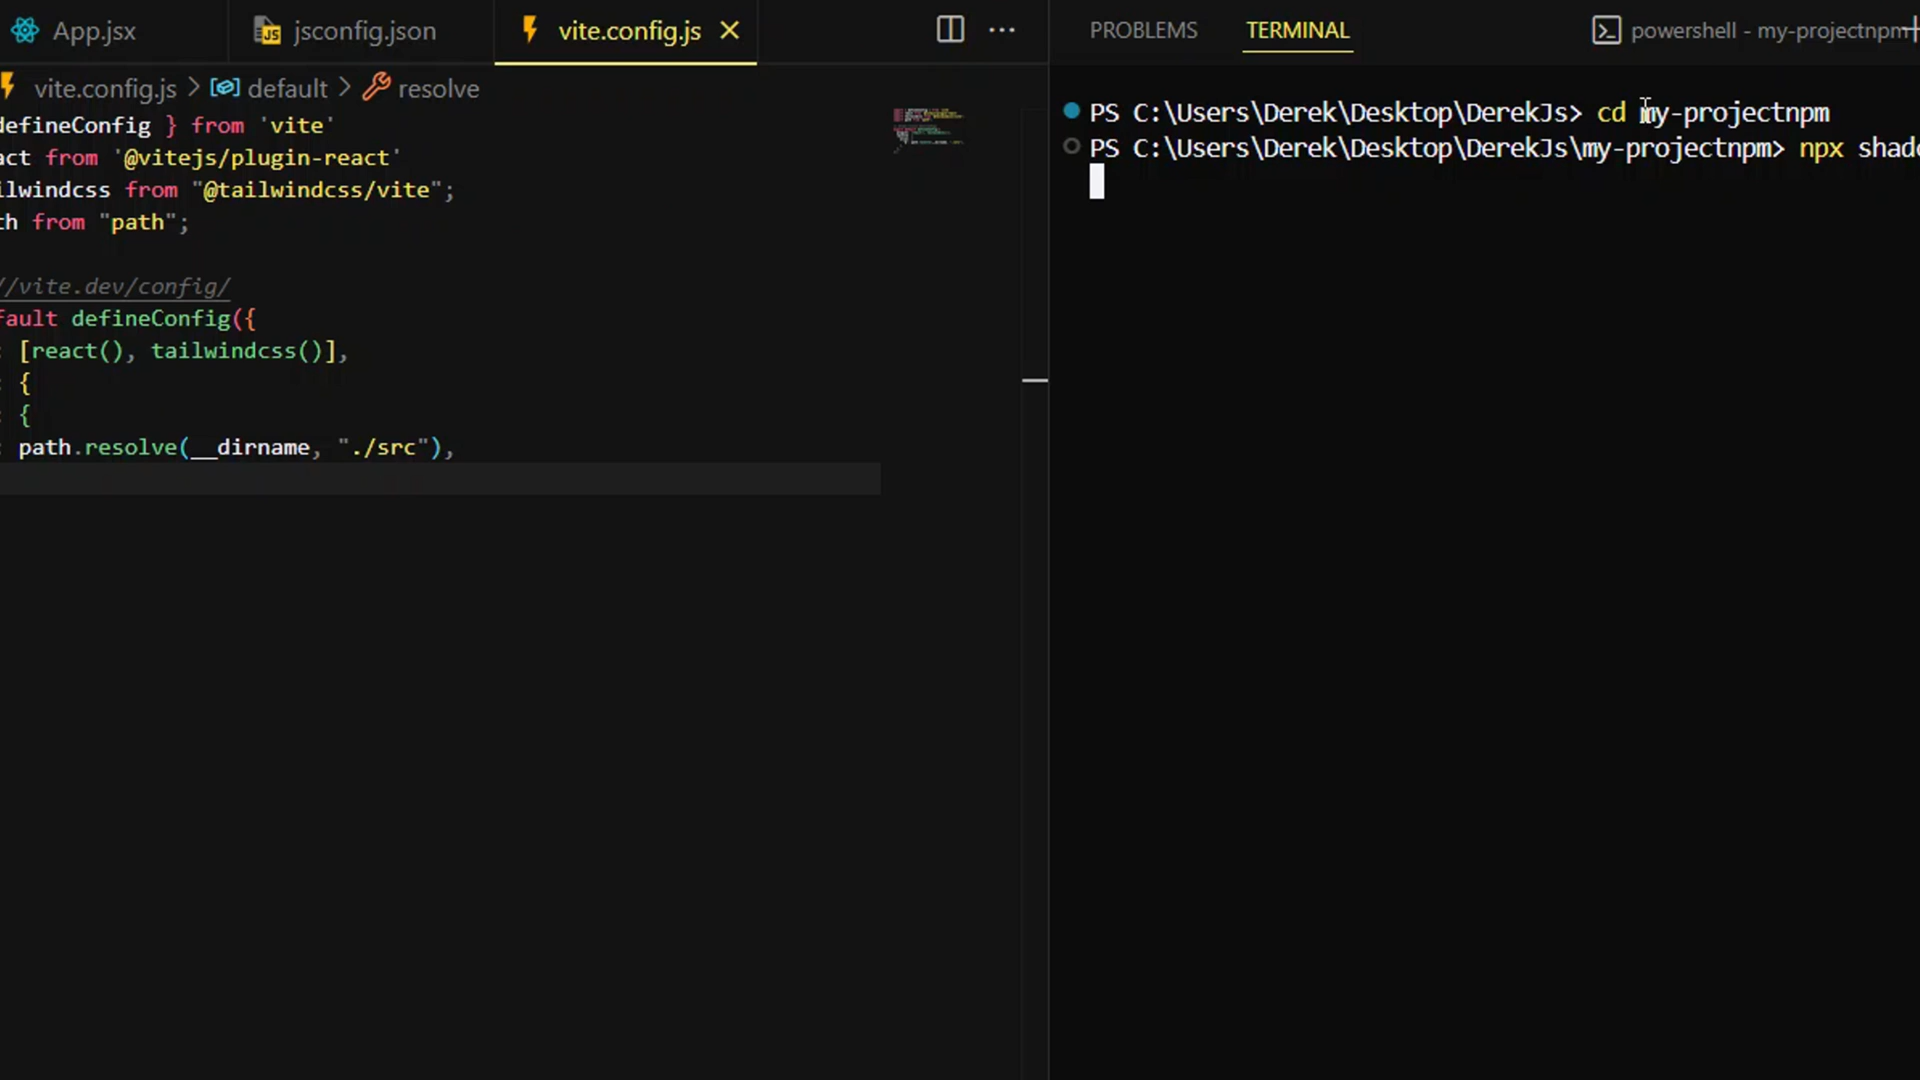 App.jsx
jsconfig.json
vite.config.js
vite.config.js > default > resolve
defineConfig } from 'vite'
act from '@vitejs/plugin-react'
ilwindcss from "@tailwindcss/vite";
th from "path";
//vite.dev/config/
fault defineConfig({
: [react(), tailwindcss()],
: {
: {
: path.resolve(__dirname, "./src"),
PROBLEMS
TERMINAL
powershell - my-projectnpm
PS C:\Users\Derek\Desktop\DerekJs> cd my-projectnpm
PS C:\Users\Derek\Desktop\DerekJs\my-projectnpm> npx shad